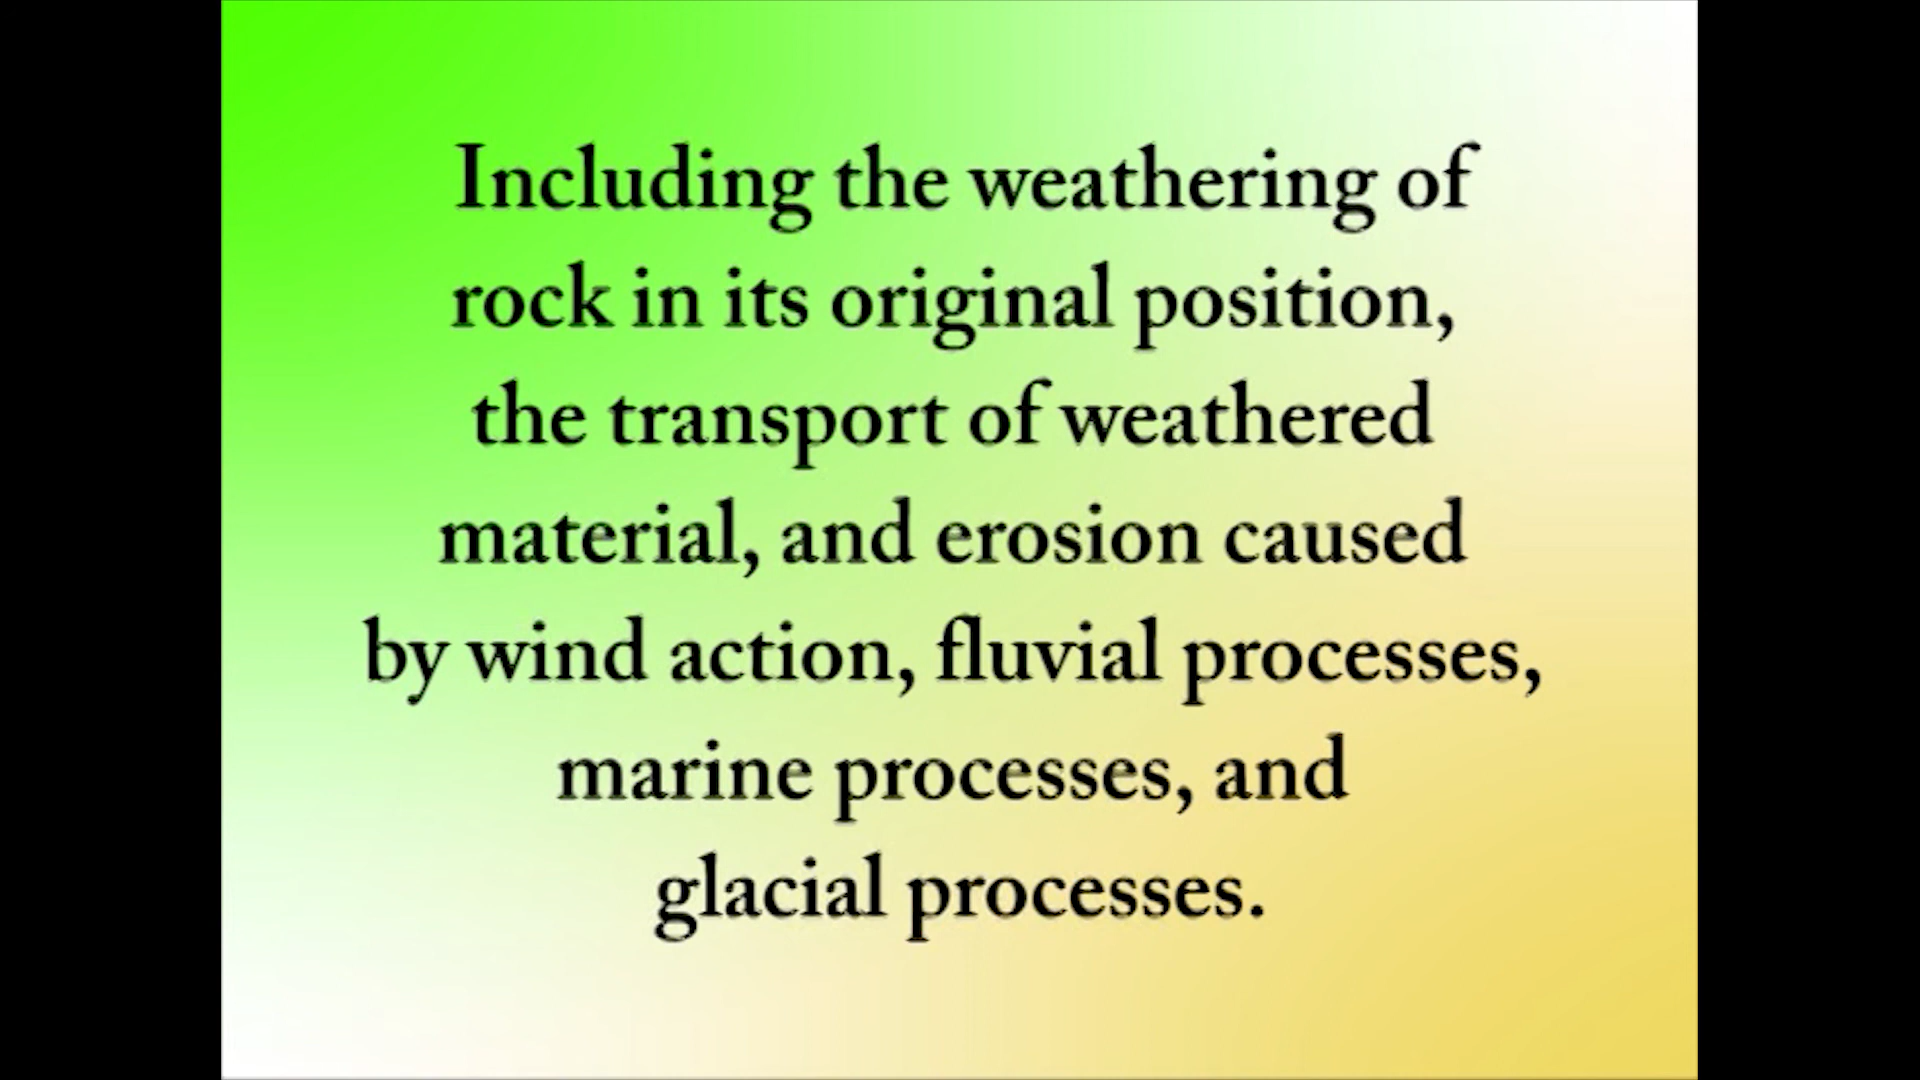 Including the weathering of
rock in its original position,
the transport of weathered
material, and erosion caused
by wind action, fluvial processes,
marine processes, and
glacial processes.